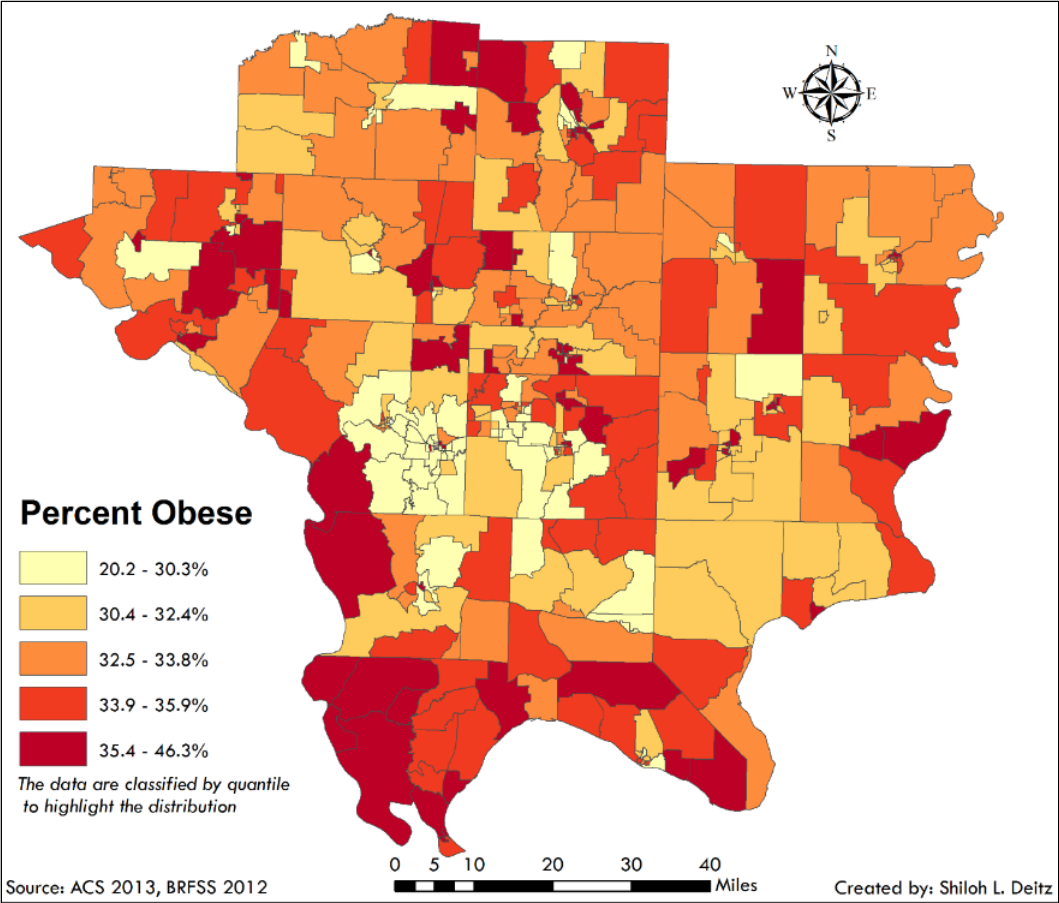 N
W E
S
Percent Obese
20.2 - 30.3%
30.4 - 32.4%
32.5 - 33.8%
33.9 - 35.9%
35.4 - 46.3%
The data are classified by quantile
to highlight the distribution
0 5 10 20 30 40
Miles
Source: ACS 2013, BRFSS 2012
Created by: Shiloh L. Deitz